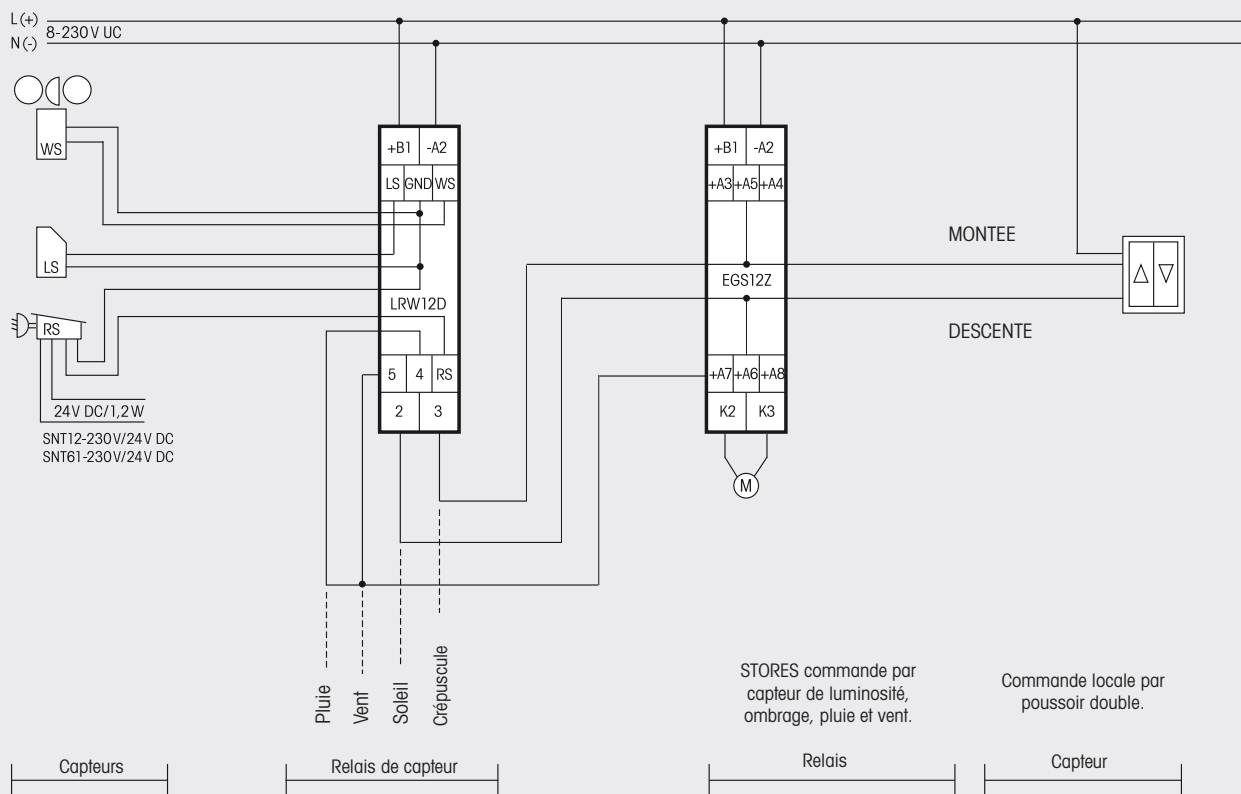 L(+)
8-230V UC
N(-)
WS
LS
RS
24V DC/1,2W
SNT12-230V/24V DC
SNT61-230V/24V DC
+B1 -A2
LS GND WS
LRW12D
5 4 RS
2 3
+B1 -A2
+A3 +A5 +A4
EGS12Z
+A7 +A6 +A8
K2 K3
M
MONTEE
DESCENTE
Pluie
Vent
Soleil
Crépuscule
STORES commande par
capteur de luminosité,
ombrage, pluie et vent.
Commande locale par
poussoir double.
Capteurs
Relais de capteur
Relais
Capteur